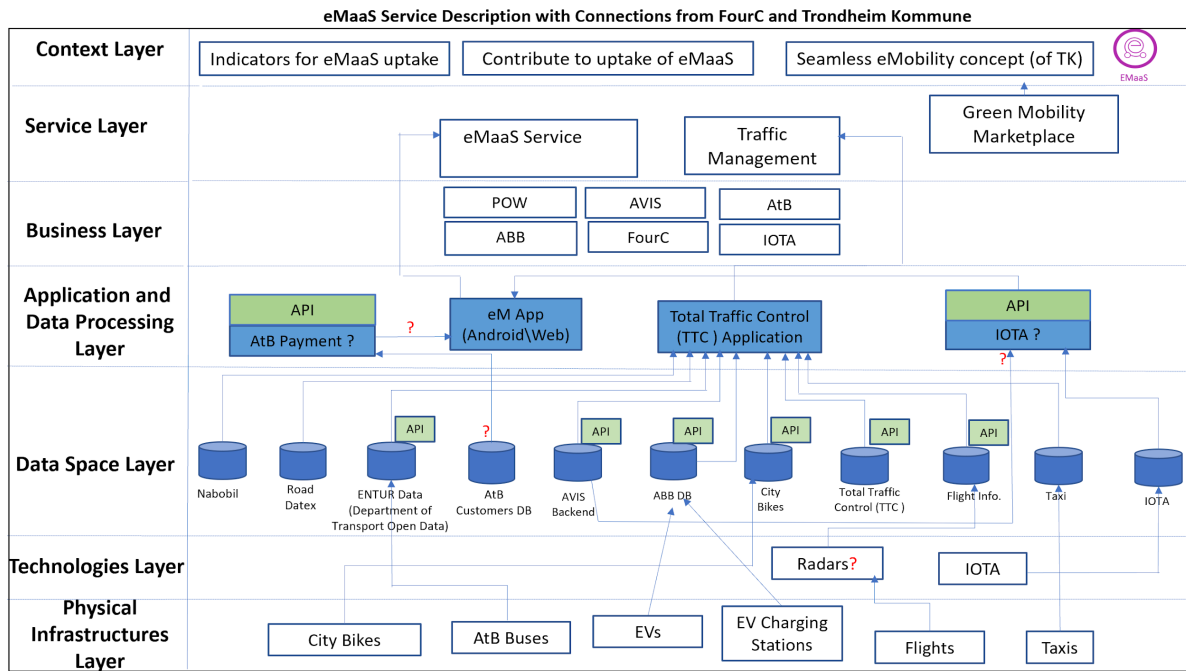 eMaaS Service Description with Connections from FourC and Trondheim Kommune
Context Layer
Indicators for eMaaS uptake
Contribute to uptake of eMaaS
Seamless eMobility concept (of TK)
e
EMaaS
Service Layer
eMaaS Service
Traffic
Management
Green Mobility
Marketplace
Business Layer
POW
AVIS
AtB
ABB
FourC
IOTA
Application and
Data Processing
Layer
API
AtB Payment ?
?
eM App
(Android\Web)
Total Traffic Control
(TTC ) Application
API
IOTA ?
?
Data Space Layer
Nabobil
Road
Datex
API
ENTUR Data
(Department of
Transport Open Data)
?
AtB
Customers DB
API
AVIS
Backend
API
ABB DB
API
City
Bikes
API
Total Traffic
Control (TTC )
API
Flight Info.
Taxi
IOTA
Technologies Layer
Radars?
IOTA
Physical
Infrastructures
Layer
City Bikes
AtB Buses
EVs
EV Charging
Stations
Flights
Taxis